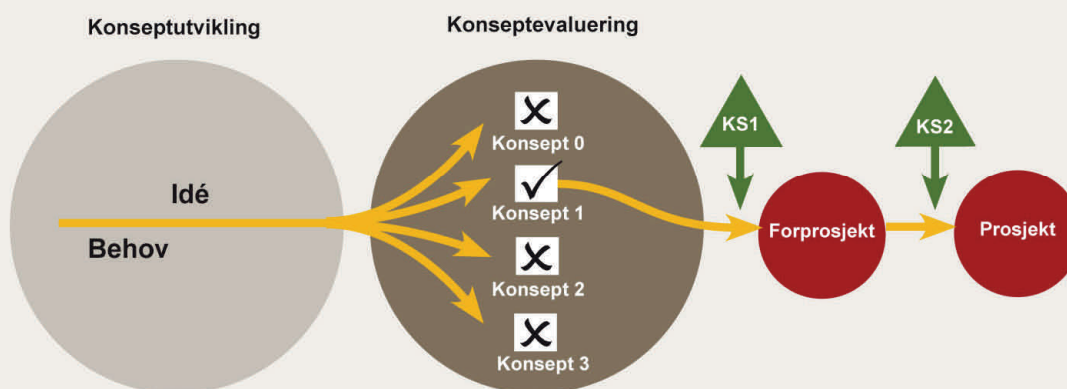 Konseptutvikling
Konseptevaluering
Idé
Behov
Konsept 0
Konsept 1
Konsept 2
Konsept 3
KS1
KS2
Forprosjekt
Prosjekt